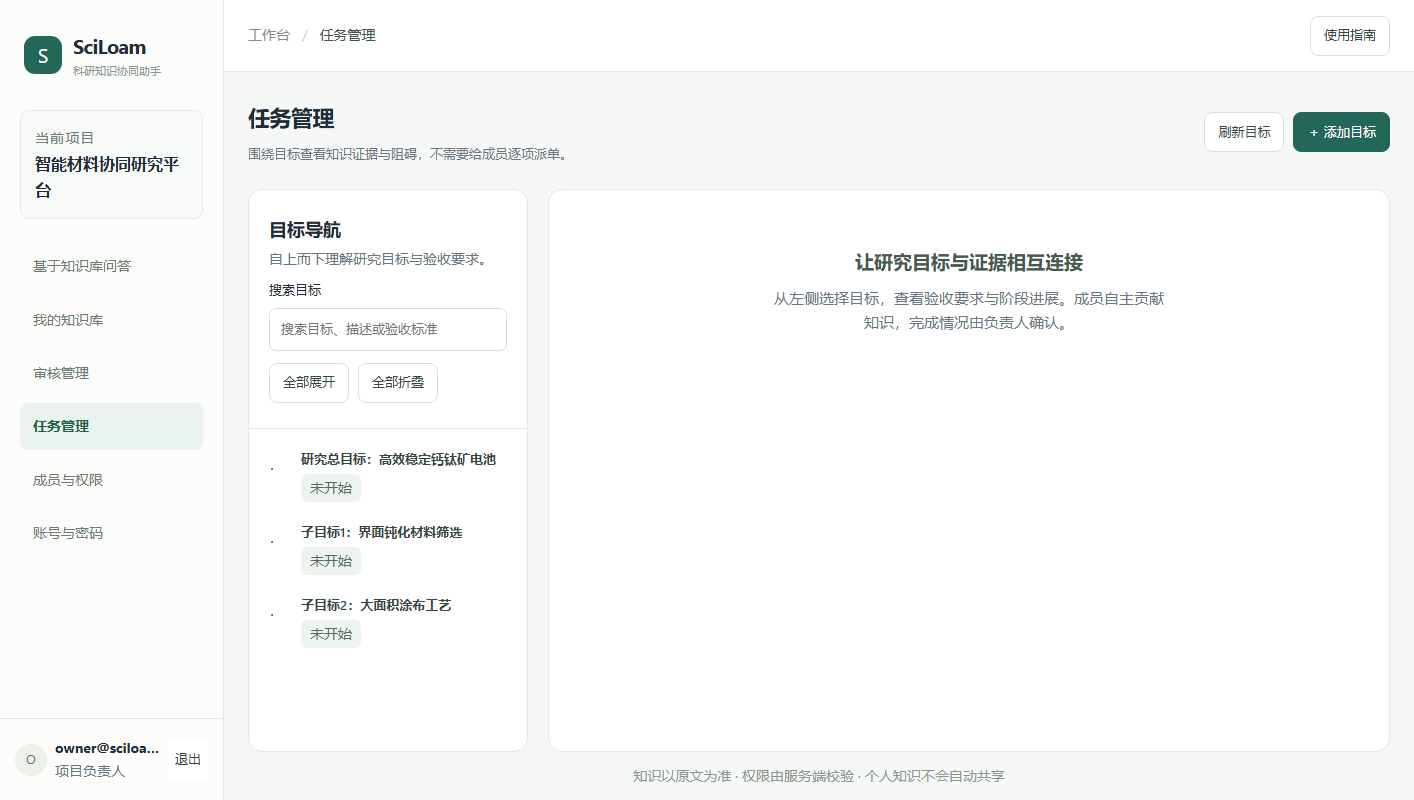 S
SciLoam
科研知识协同助手
当前项目
智能材料协同研究平
台
基于知识库问答
我的知识库
审核管理
任务管理
成员与权限
账号与密码
O
owner@sciloa...
项目负责人
退出
工作台 / 任务管理
使用指南
任务管理
围绕目标查看知识证据与阻碍，不需要给成员逐项派单。
刷新目标
+ 添加目标
目标导航
自上而下理解研究目标与验收要求。
搜索目标
搜索目标、描述或验收标准
全部展开
全部折叠
· 研究总目标：高效稳定钙钛矿电池
未开始
· 子目标1：界面钝化材料筛选
未开始
· 子目标2：大面积涂布工艺
未开始
让研究目标与证据相互连接
从左侧选择目标，查看验收要求与阶段进展。成员自主贡献
知识，完成情况由负责人确认。
知识以原文为准 · 权限由服务端校验 · 个人知识不会自动共享